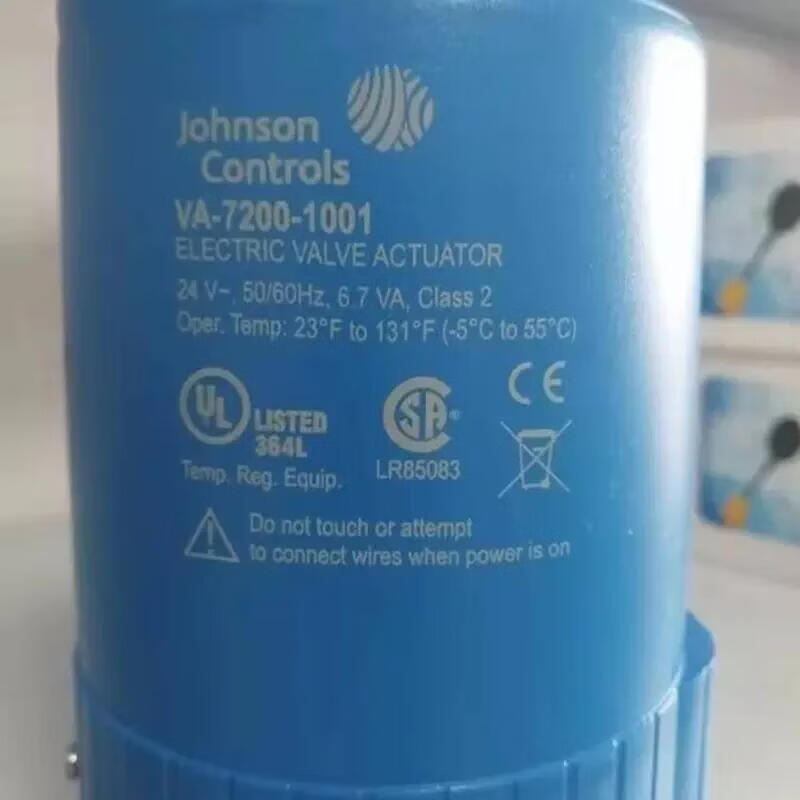 Johnson
Controls
VA-7200-1001
ELECTRIC VALVE ACTUATOR
24 V~, 50/60Hz, 6.7 VA, Class 2
Oper. Temp: 23°F to 131°F (-5°C to 55°C)
UL LISTED
364L
Temp. Reg. Equip.
SA®
LR85083
CE
Do not touch or attempt
to connect wires when power is on